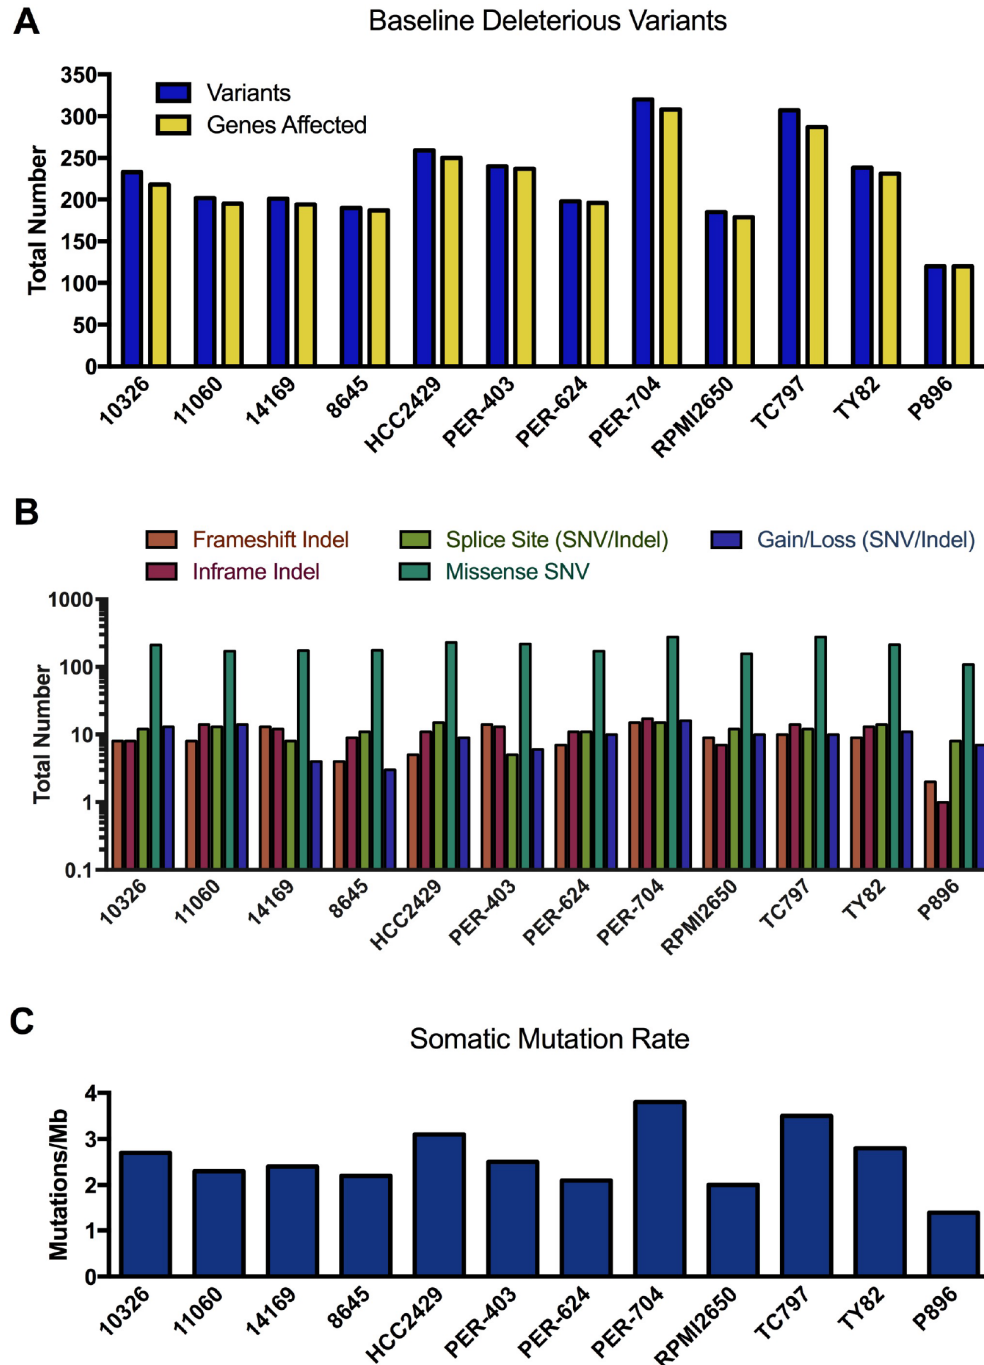 A
Baseline Deleterious Variants
350
300
250
200
150
100
50
0
Total Number
Variants
Genes Affected
10326
11060
14169
8645
HCC2429
PER-403
PER-624
PER-704
RPMI2650
TC797
TY82
P896
B
Frameshift Indel
Splice Site (SNV/Indel)
Gain/Loss (SNV/Indel)
Inframe Indel
Missense SNV
1000
100
10
1
0.1
Total Number
10326
11060
14169
8645
HCC2429
PER-403
PER-624
PER-704
RPMI2650
TC797
TY82
P896
C
Somatic Mutation Rate
4
3
2
1
0
Mutations/Mb
10326
11060
14169
8645
HCC2429
PER-403
PER-624
PER-704
RPMI2650
TC797
TY82
P896